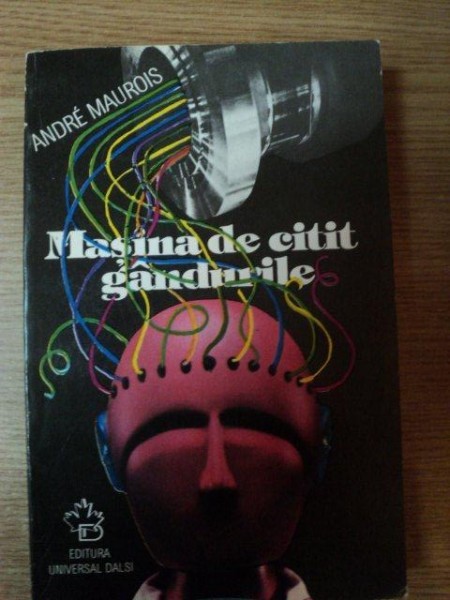 ANDRÉ MAUROIS
Mașina de citit
gândurile
EDITURA
UNIVERSAL DALSI